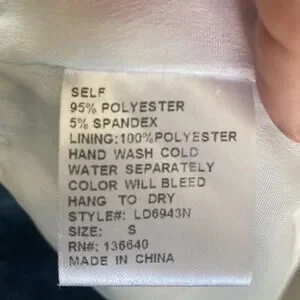 SELF
95% POLYESTER
5% SPANDEX
LINING:100%POLYESTER
HAND WASH COLD
WATER SEPARATELY
COLOR WILL BLEED
HANG TO DRY
STYLE#: LD6943N
SIZE: S
RN#: 136640
MADE IN CHINA